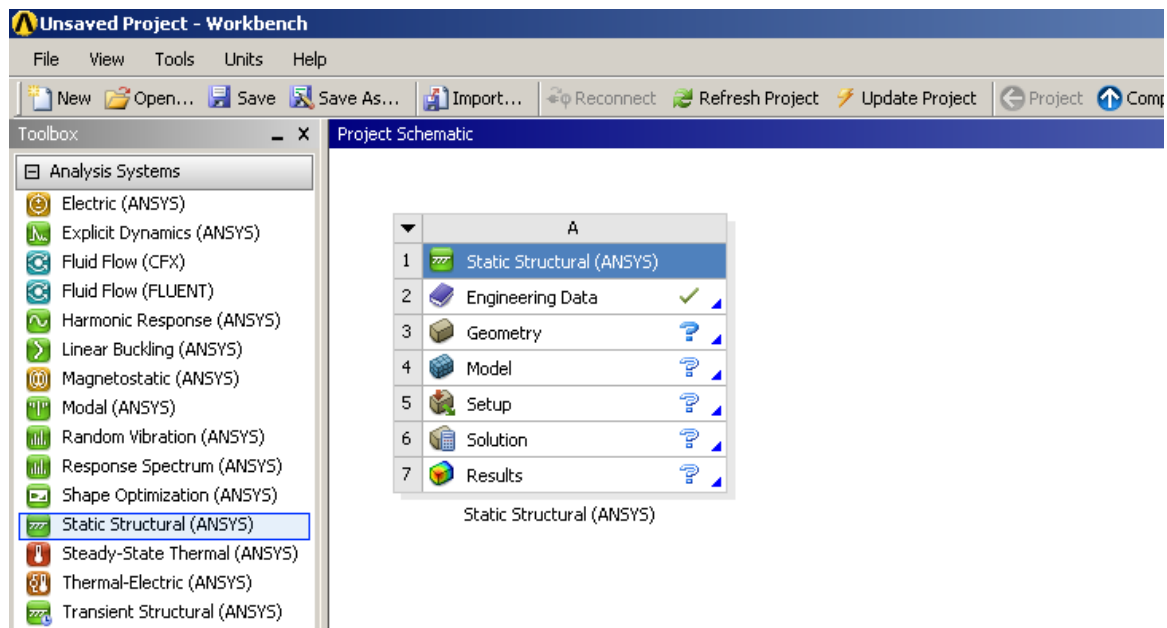 Unsaved Project - Workbench
File View Tools Units Help
New Open... Save Save As... Import... Reconnect Refresh Project Update Project Project Comp
Toolbox
Project Schematic
Analysis Systems
Electric (ANSYS)
Explicit Dynamics (ANSYS)
Fluid Flow (CFX)
Fluid Flow (FLUENT)
Harmonic Response (ANSYS)
Linear Buckling (ANSYS)
Magnetostatic (ANSYS)
Modal (ANSYS)
Random Vibration (ANSYS)
Response Spectrum (ANSYS)
Shape Optimization (ANSYS)
Static Structural (ANSYS)
Steady-State Thermal (ANSYS)
Thermal-Electric (ANSYS)
Transient Structural (ANSYS)
A
1 Static Structural (ANSYS)
2 Engineering Data
3 Geometry ?
4 Model ?
5 Setup ?
6 Solution ?
7 Results ?
Static Structural (ANSYS)